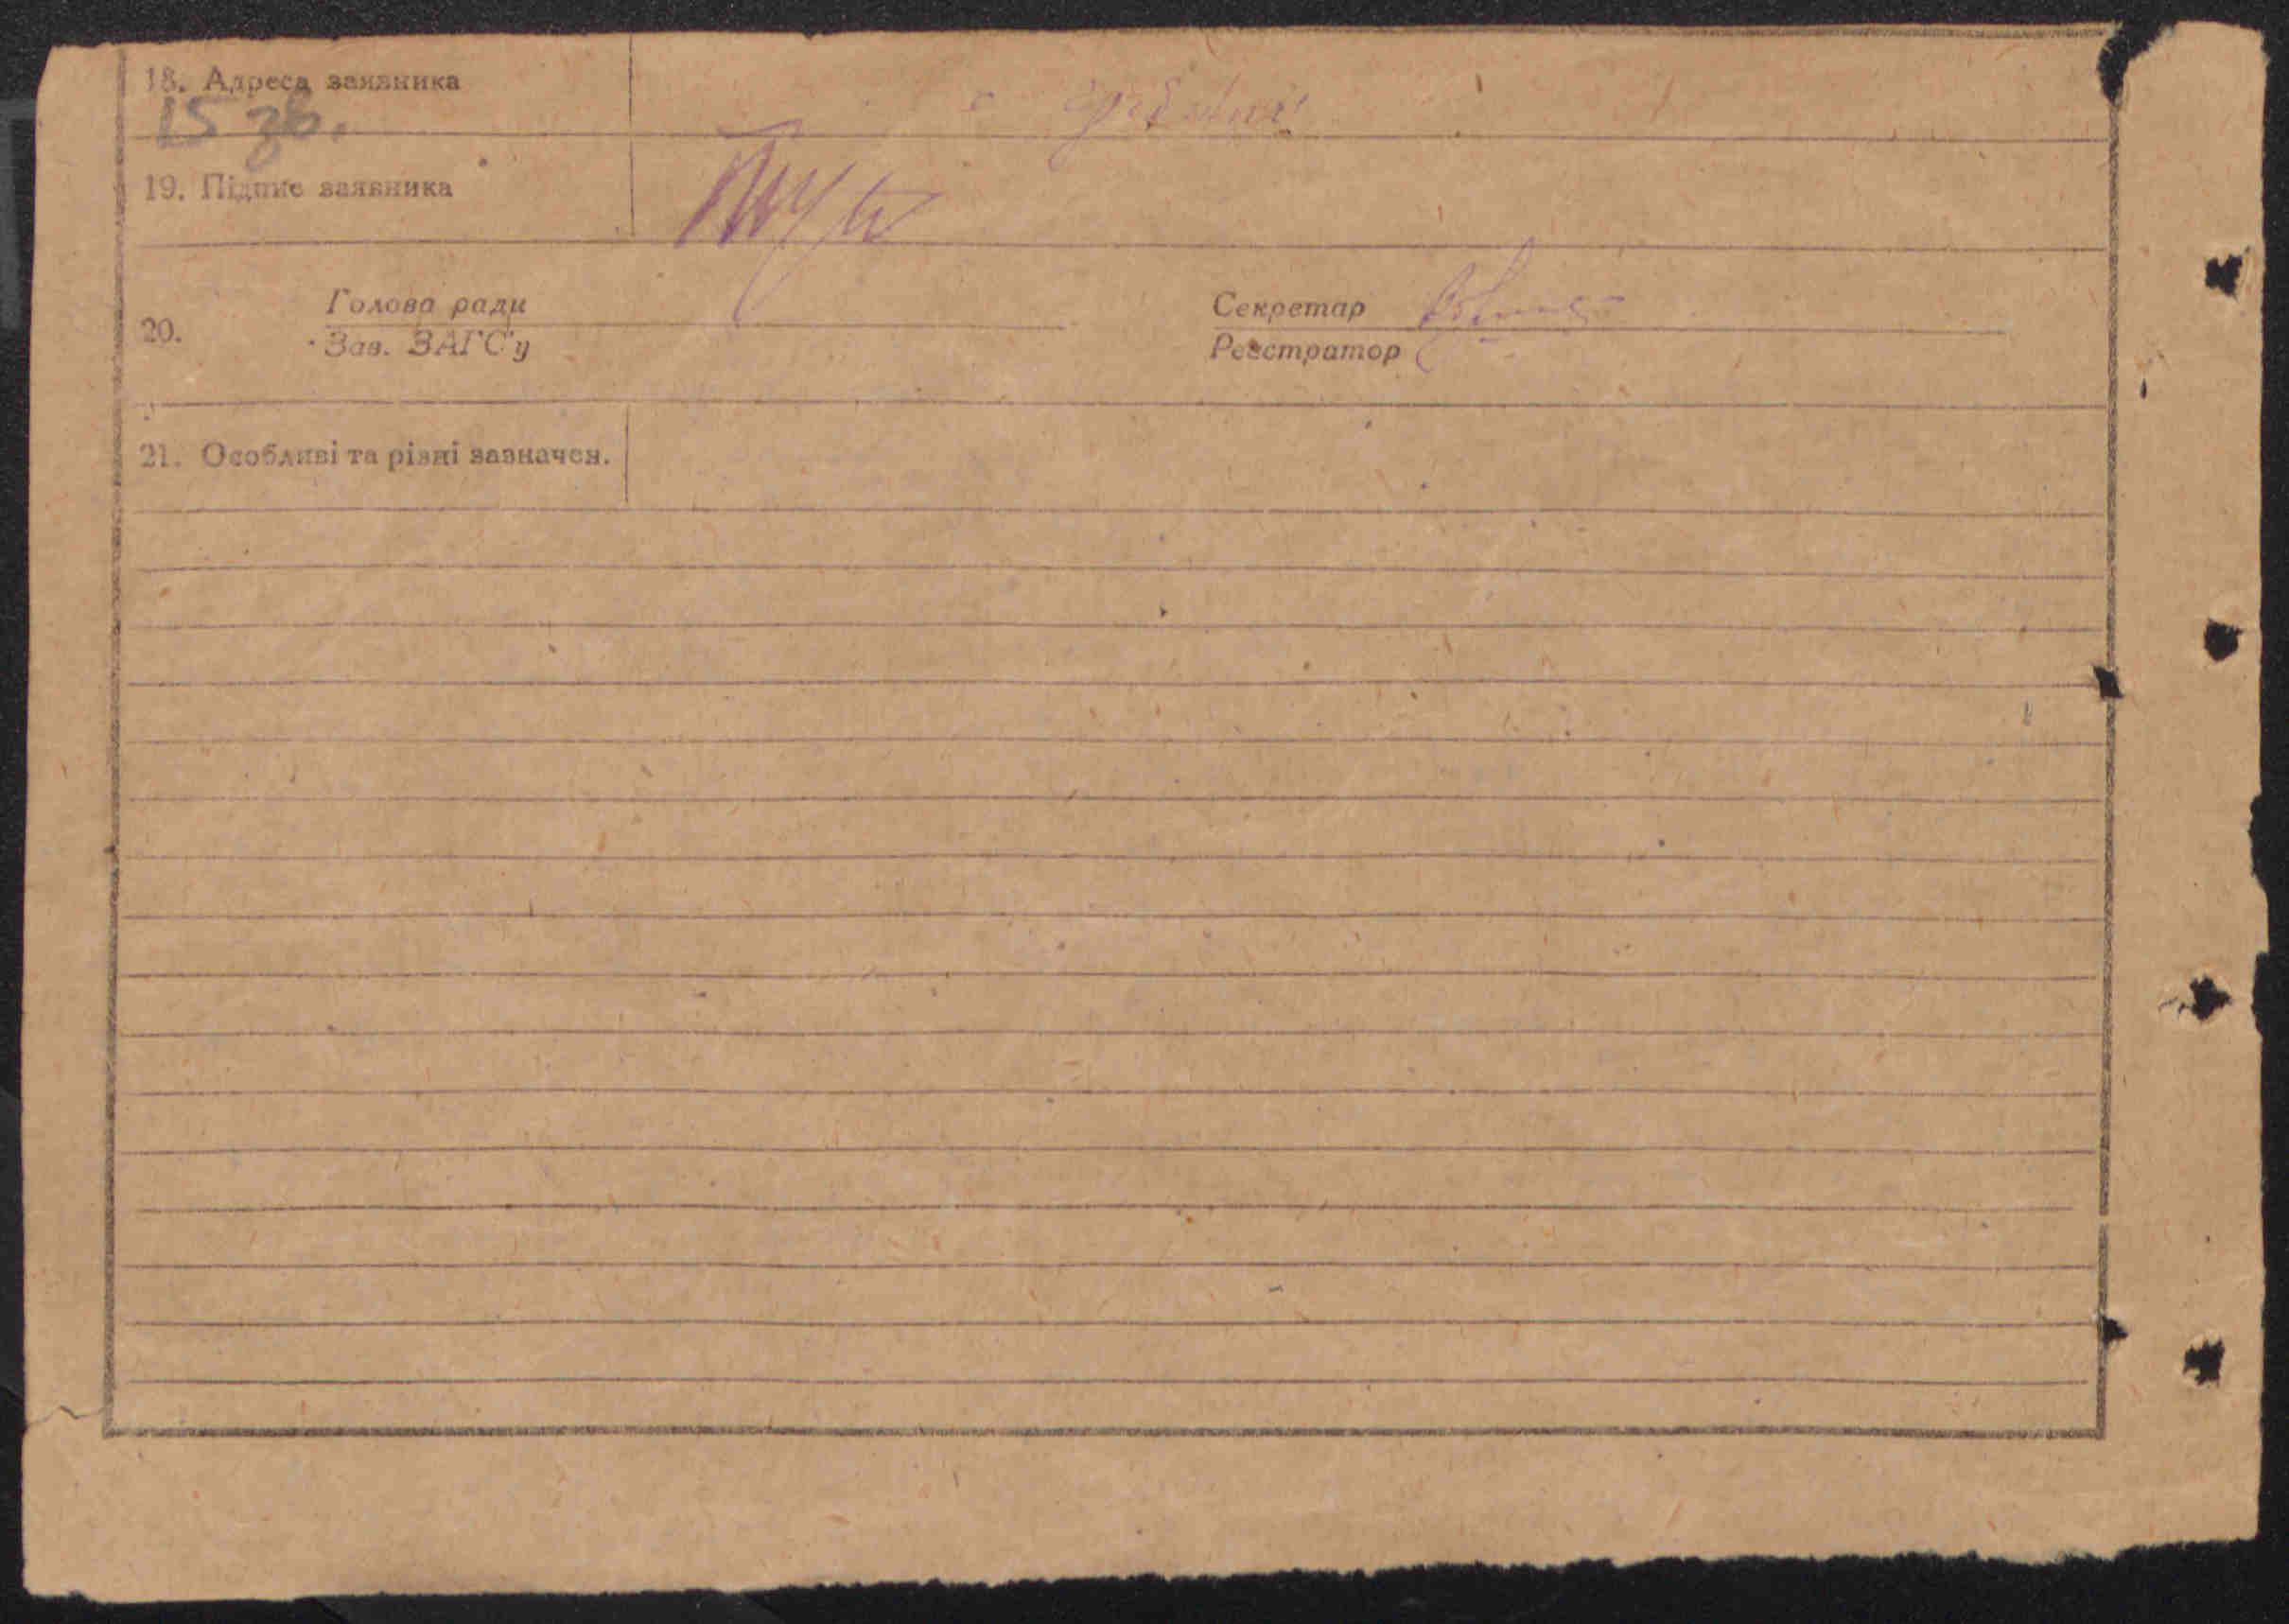 18. Адреса заявника
15 зв.
с
19. Підпис заявника
20. Голова ради
Зав. ЗАГС'у
Секретар
Реєстратор
21. Особливі та різні зазначен.